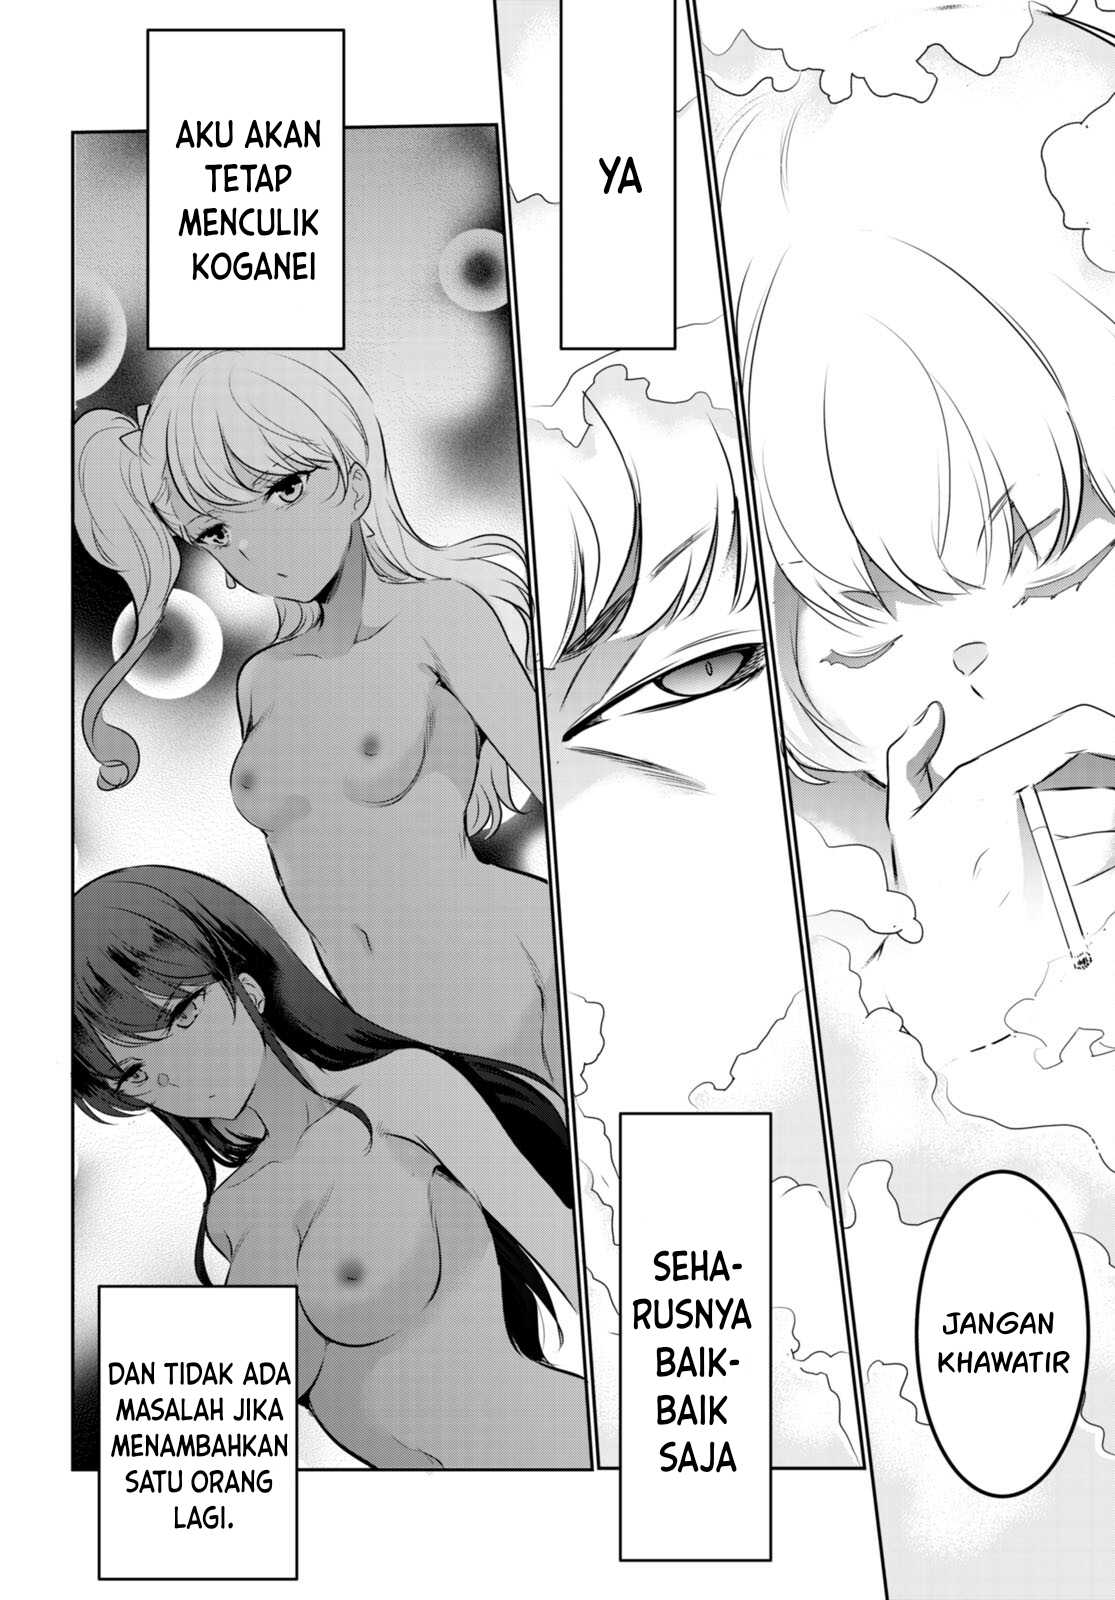 JANGAN
KHAWATIR
YA
SEHA-
RUSNYA
BAIK-
BAIK
SAJA
AKU AKAN
TETAP
MENCULIK
KOGANEI
DAN TIDAK ADA
MASALAH JIKA
MENAMBAHKAN
SATU ORANG
LAGI.